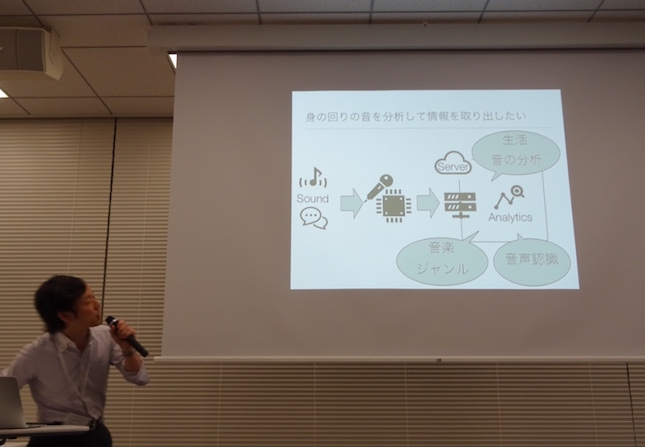 身の回りの音を分析して情報を取り出したい
生活
音の分析
Server
Sound
Analytics
音楽
ジャンル
音声認識